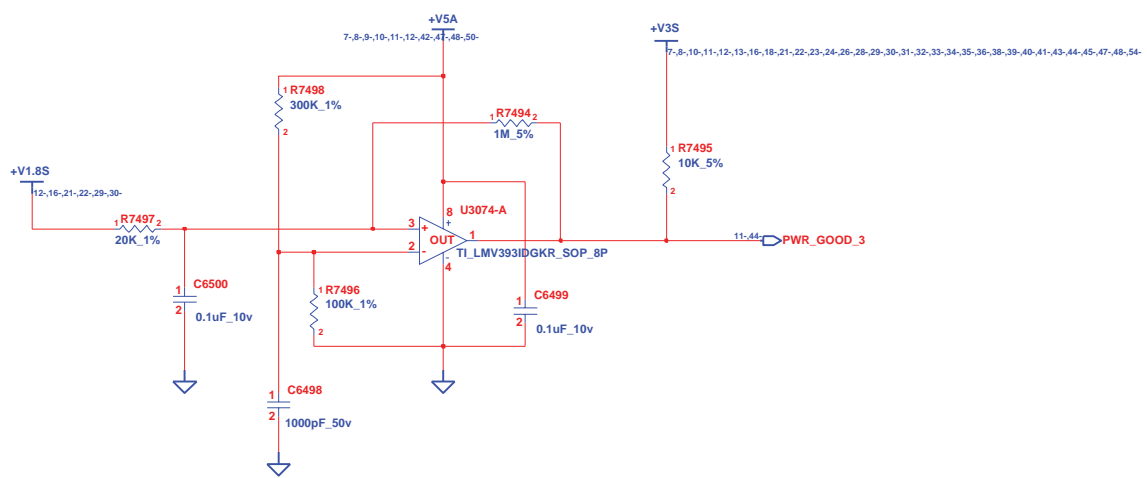 +V5A
7-,8-,9-,10-,11-,12-,42-,47-,48-,50-
+V3S
7-,8-,10-,11-,12-,13-,16-,18-,21-,22-,23-,24-,26-,28-,29-,30-,31-,32-,33-,34-,35-,36-,38-,39-,40-,41-,43-,44-,45-,47-,48-,54-
1 R7498
300K_1%
2
R7494
1 2
1M_5%
1 R7495
10K_5%
2
+V1.8S
12-,16-,21-,22-,29-,30-
R7497
1 2
20K_1%
U3074-A
8
+
3 +
1
OUT
2 -
-
4
TI_LMV393IDGKR_SOP_8P
11-,44-
PWR_GOOD_3
C6500
1
2
0.1uF_10v
1 R7496
100K_1%
2
C6499
1
2
0.1uF_10v
C6498
1
2
1000pF_50v